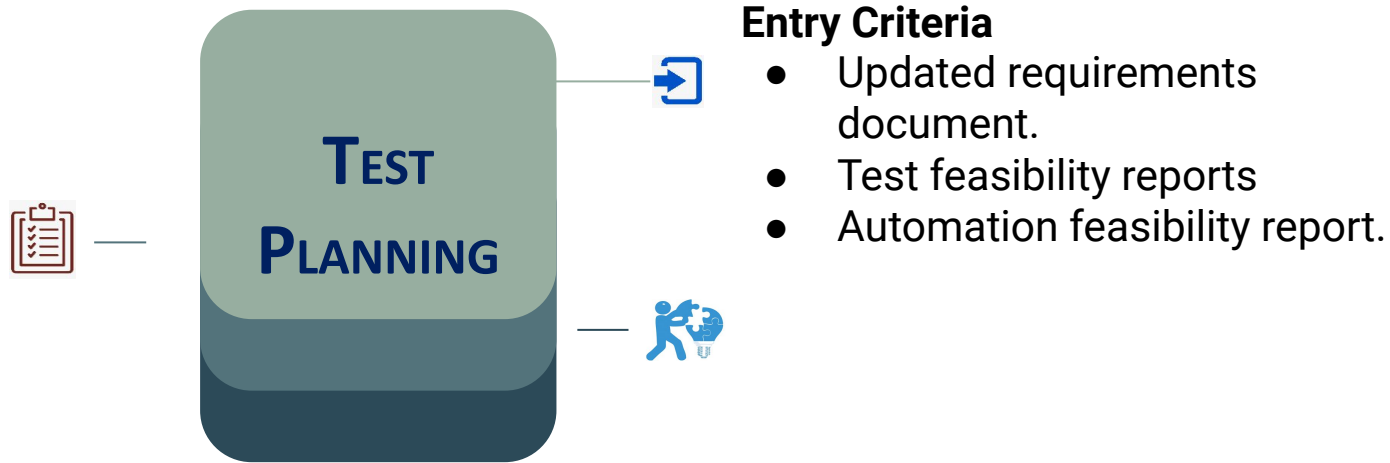 TEST
PLANNING
Entry Criteria
● Updated requirements
document.
● Test feasibility reports
● Automation feasibility report.